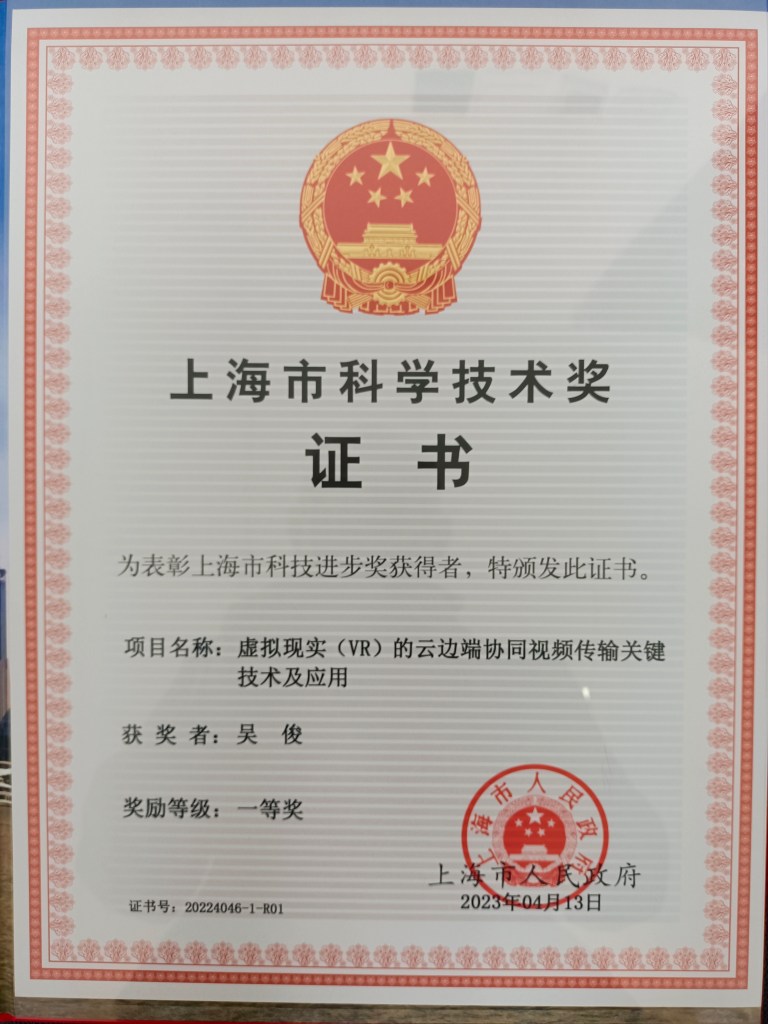 上海市科学技术奖
证 书
为表彰上海市科技进步奖获得者，特颁发此证书。
项目名称：虚拟现实（VR）的云边端协同视频传输关键
技术及应用
获 奖 者：吴 俊
奖励等级：一等奖
上海市人民政府
上海市人民政府
2023年04月13日
证书号：20224046-1-R01